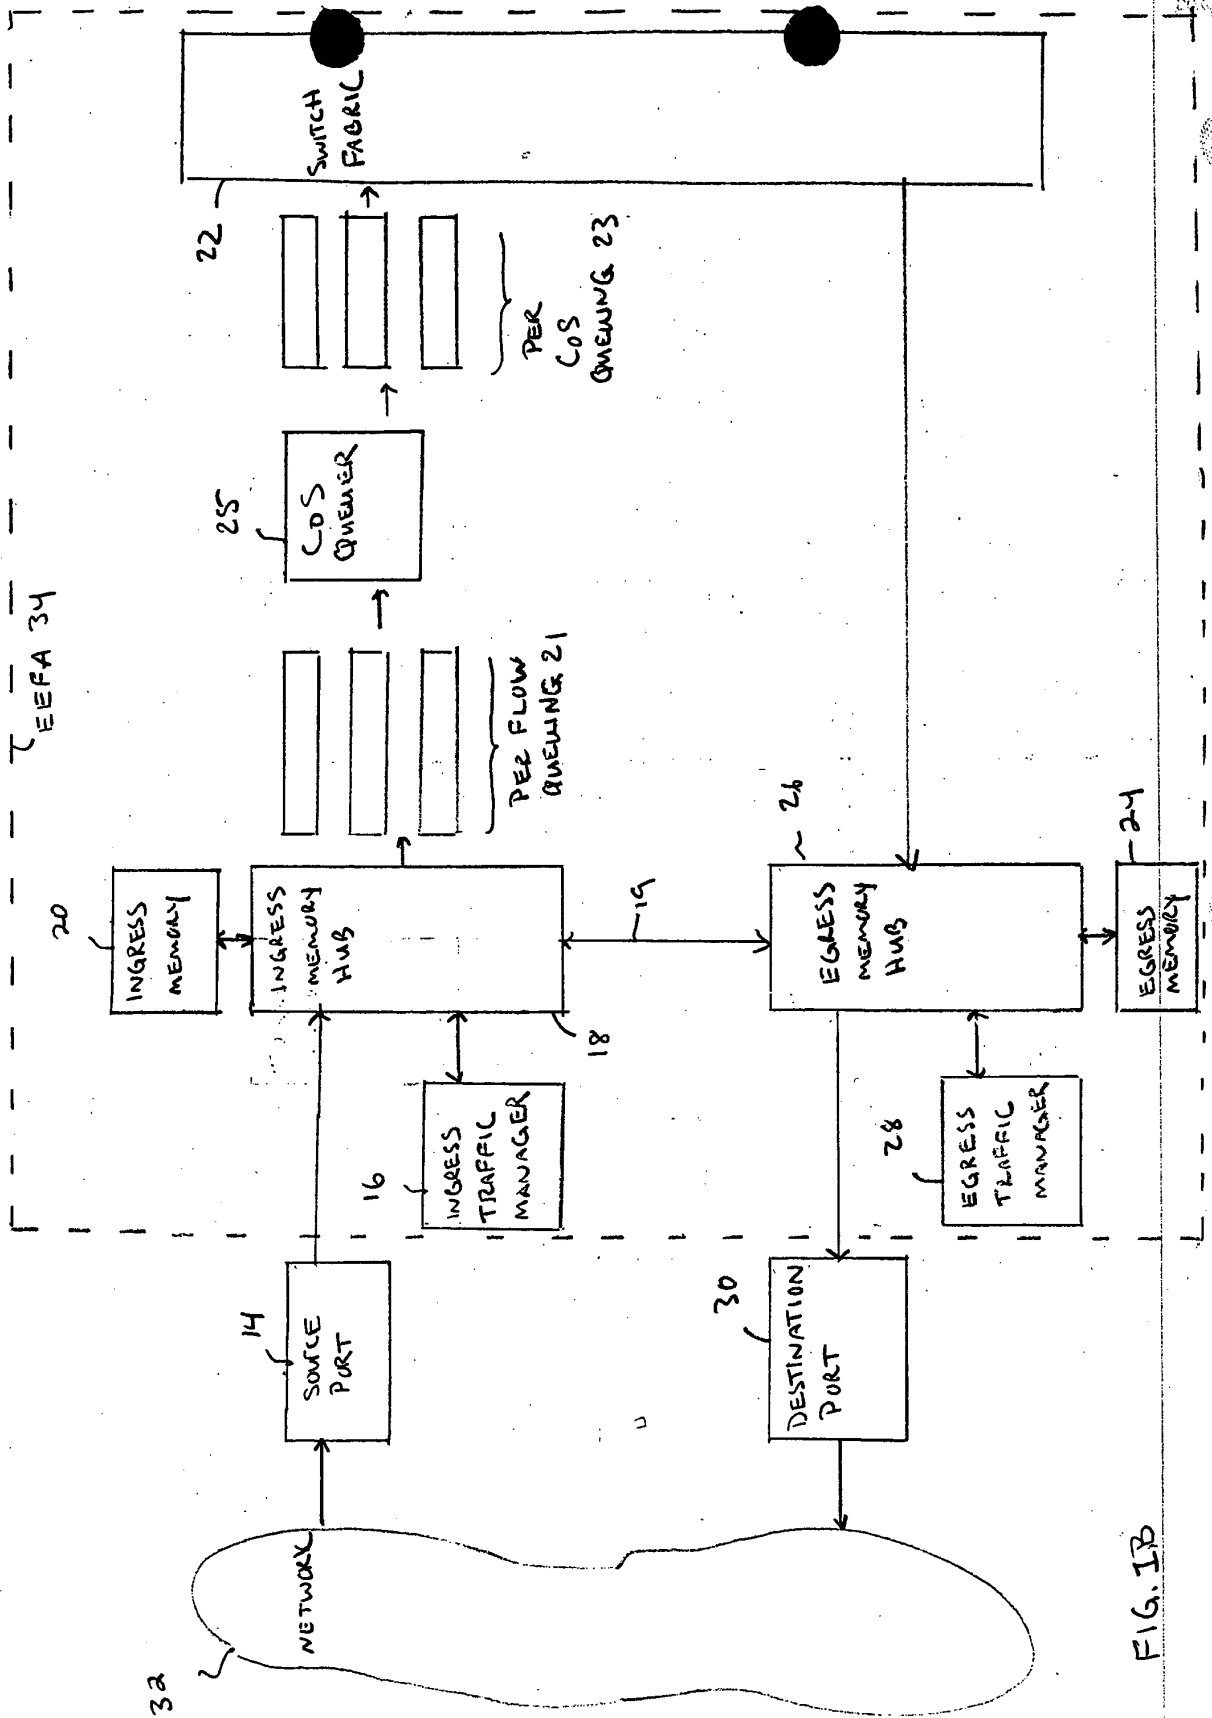 EEFA 34
20
INGRESS
MEMORY
INGRESS
MEMORY
HUB
18
16
INGRESS
TRAFFIC
MANAGER
14
SOURCE
PORT
32
NETWORK
PER FLOW
QUEUING 21
25
COS
QUEUER
PER
COS
QUEUING 23
22
SWITCH
FABRIC
19
26
EGRESS
MEMORY
HUB
24
EGRESS
MEMORY
28
EGRESS
TRAFFIC
MANAGER
30
DESTINATION
PORT
FIG. 1B